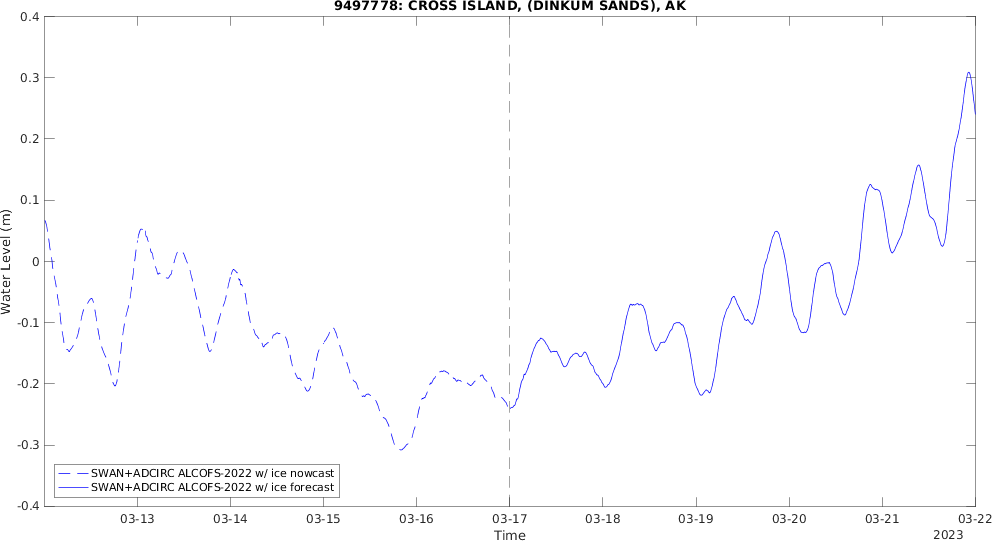 9497778: CROSS ISLAND, (DINKUM SANDS), AK
0.4
0.3
0.2
0.1
0
-0.1
-0.2
-0.3
-0.4
Water Level (m)
SWAN+ADCIRC ALCOFS-2022 w/ ice nowcast
SWAN+ADCIRC ALCOFS-2022 w/ ice forecast
03-13 03-14 03-15 03-16 03-17 03-18 03-19 03-20 03-21 03-22
Time
2023